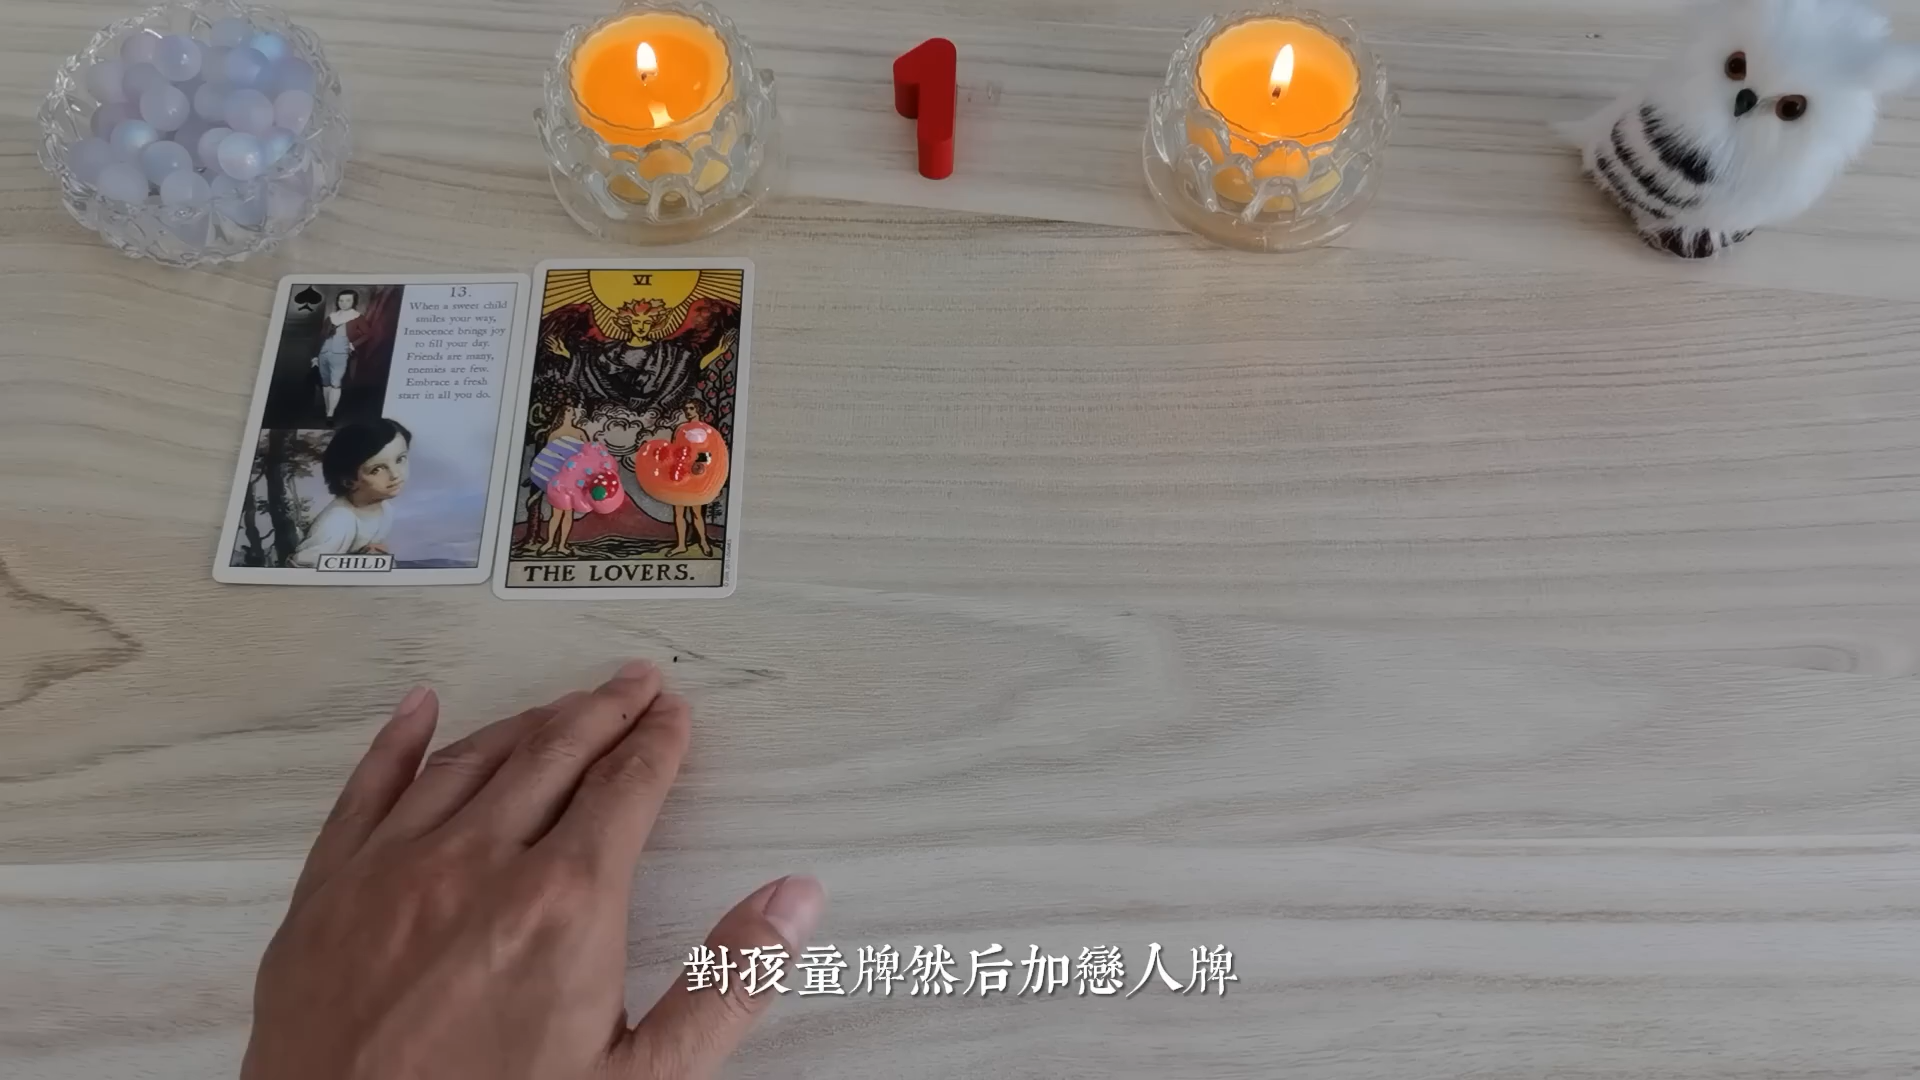 1
13.
When a sweet child
smiles your way,
Innocence brings joy
to fill your day.
Friends are many,
enemies are few.
Embrace a fresh
start in all you do.
CHILD
VI
THE LOVERS.
對孩童牌然后加戀人牌